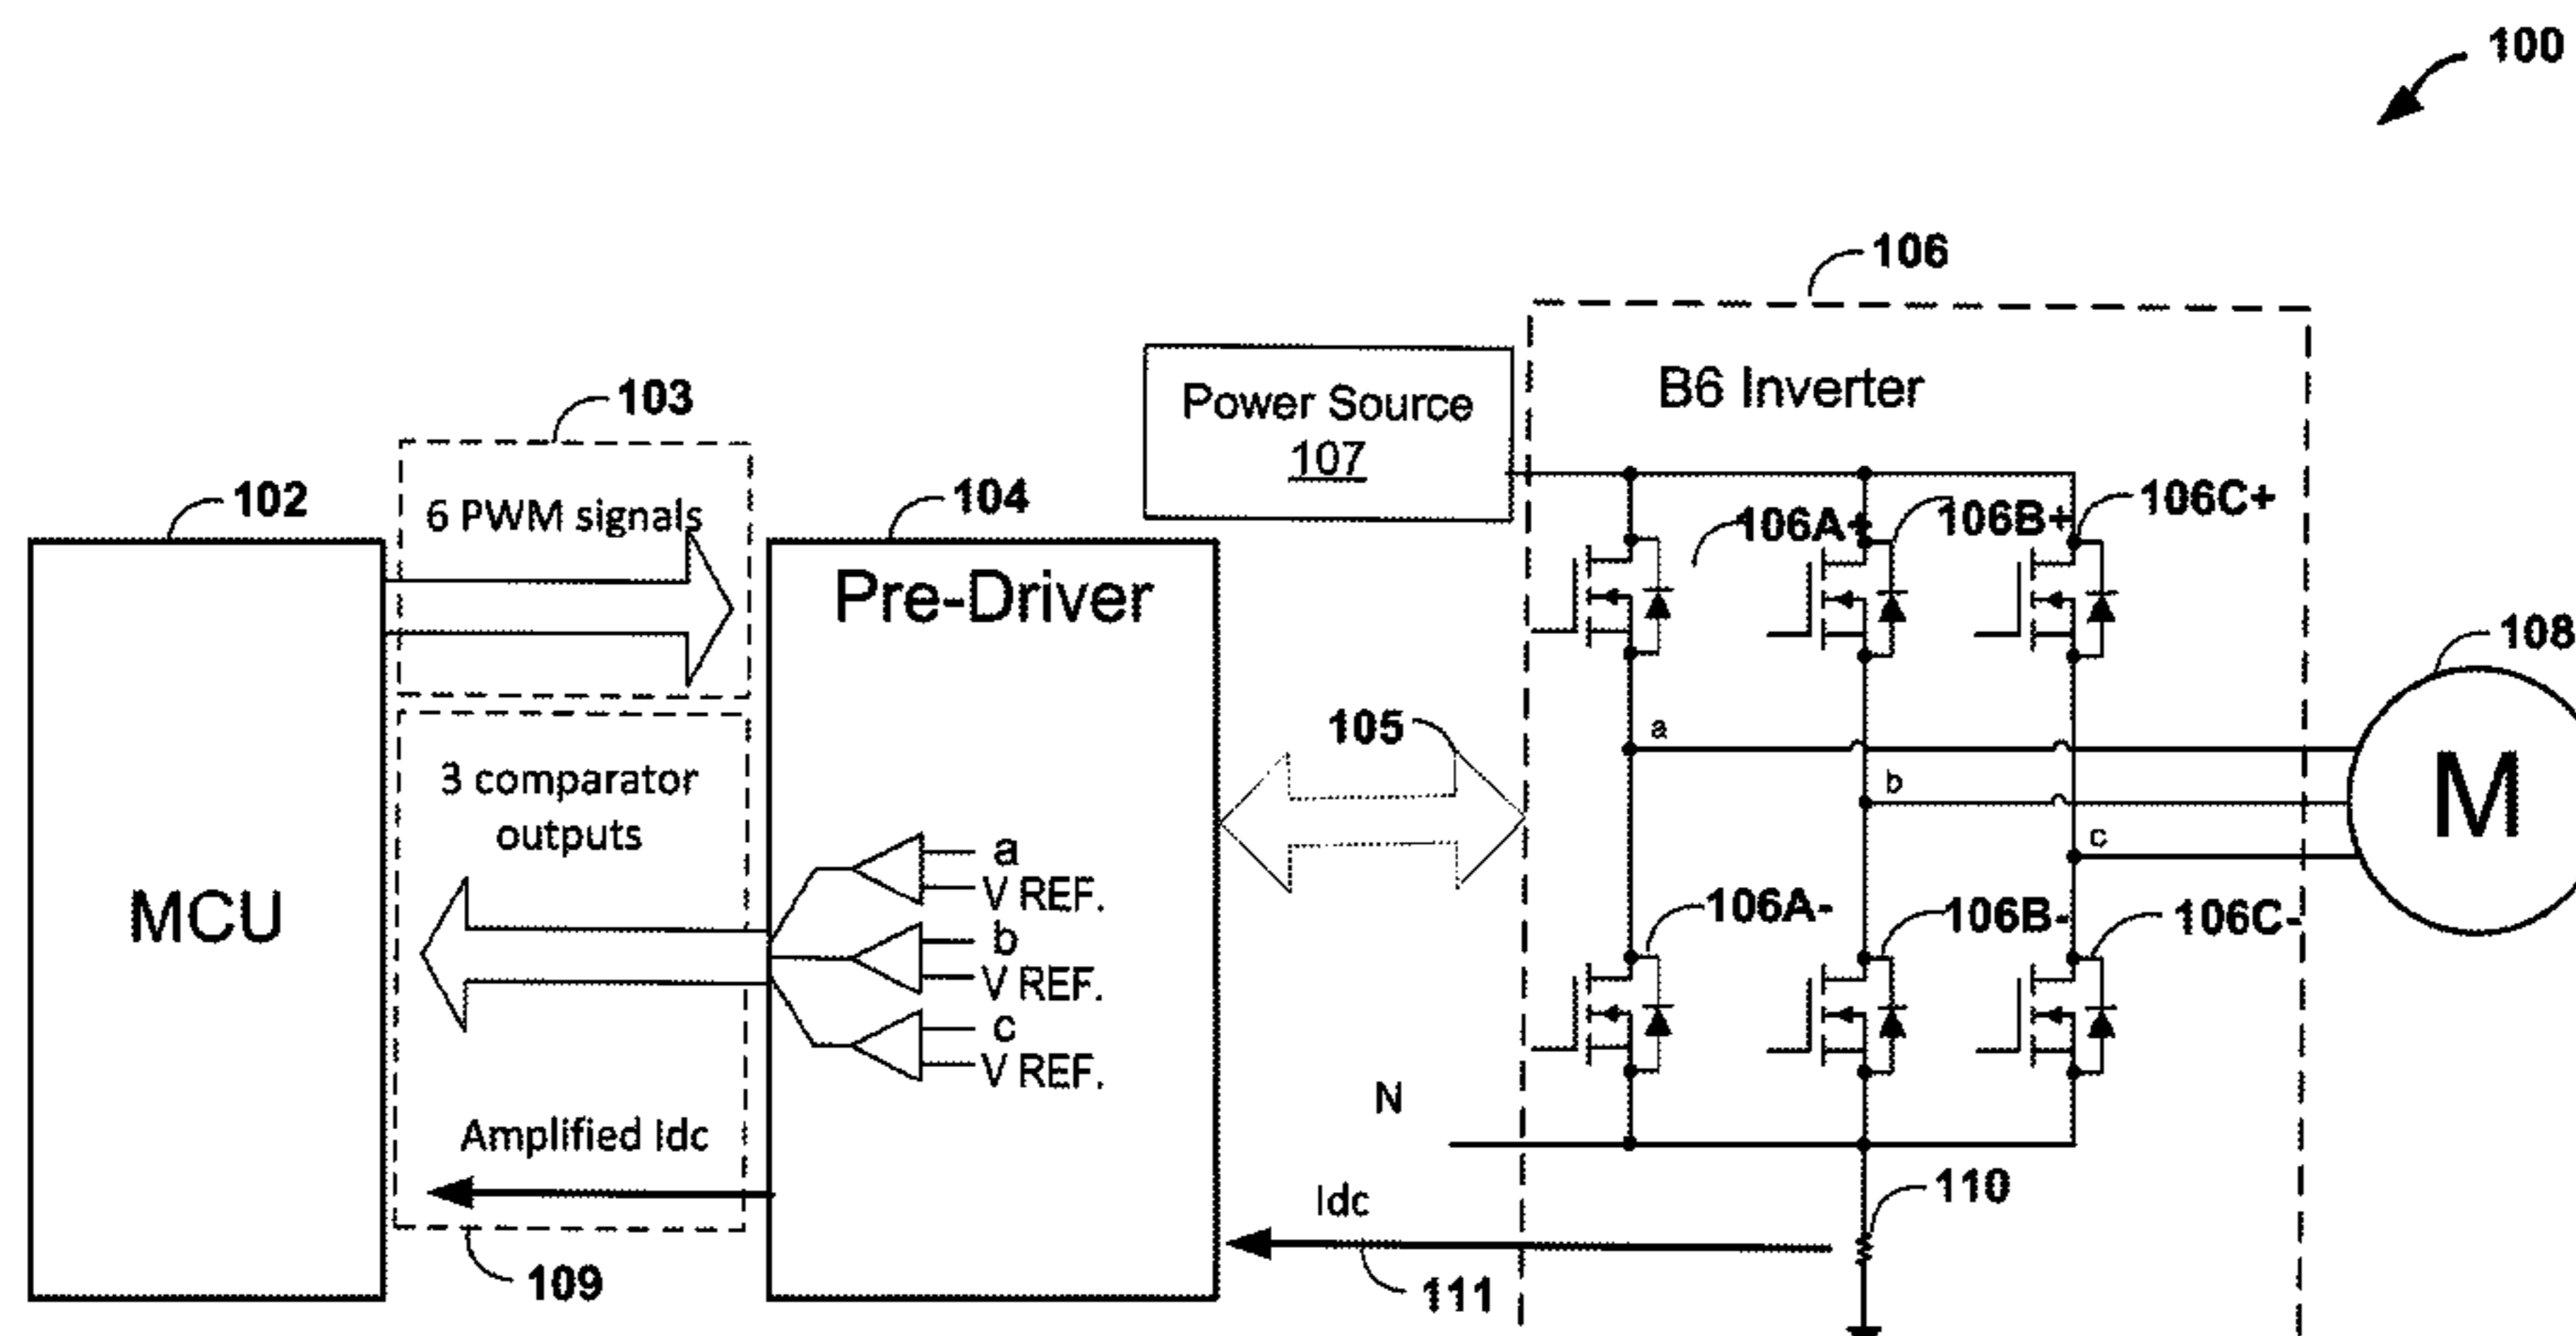 100
106
B6 Inverter
Power Source
107
103
6 PWM signals
102
104
106A+
106B+
106C+
Pre-Driver
108
105
a
b
c
M
3 comparator
outputs
MCU
a
V REF.
b
V REF.
c
V REF.
106A-
106B-
106C-
N
Amplified Idc
110
Idc
109
111